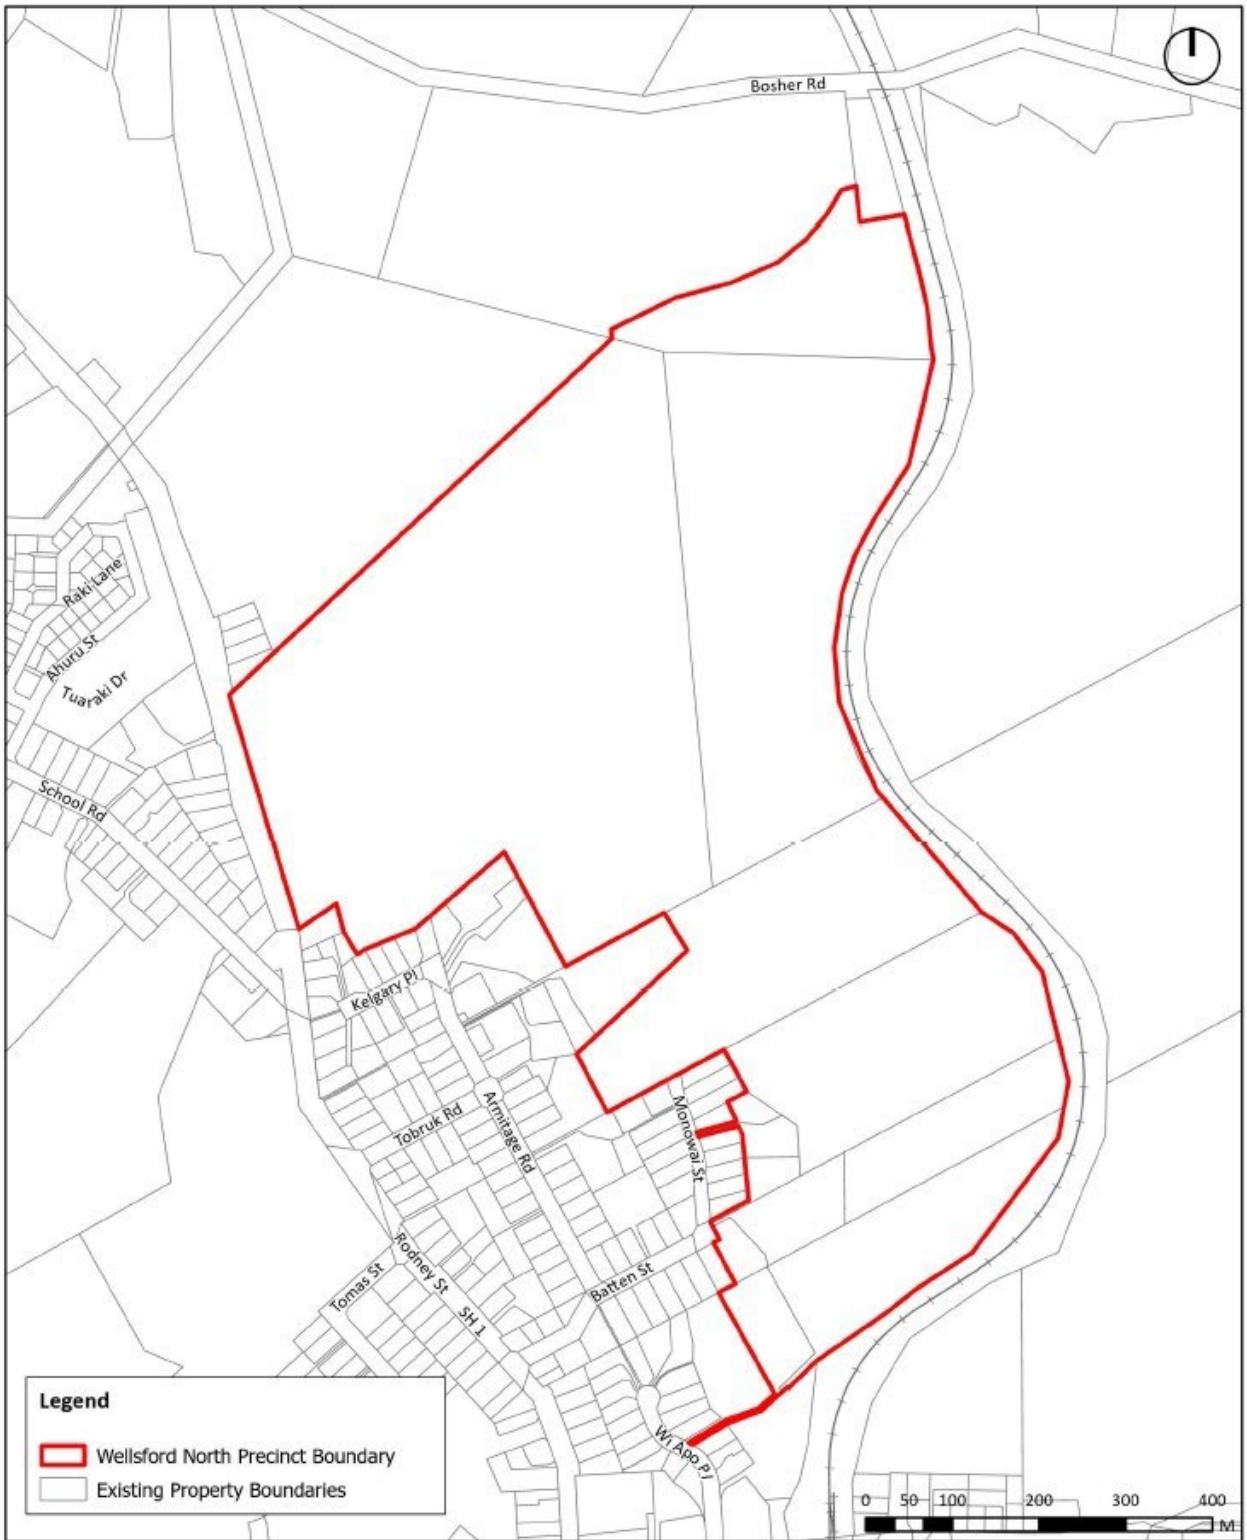 Bosher Rd
Raki Lane
Ahuru St
Tuaraki Dr
School Rd
Kelgary Pl
Tobruk Rd
Armitage Rd
Monowai St
Rodney St
SH 1
Tomas St
Batten St
Wi Apo Pl
Legend
Wellsford North Precinct Boundary
Existing Property Boundaries
0 50 100 200 300 400
M